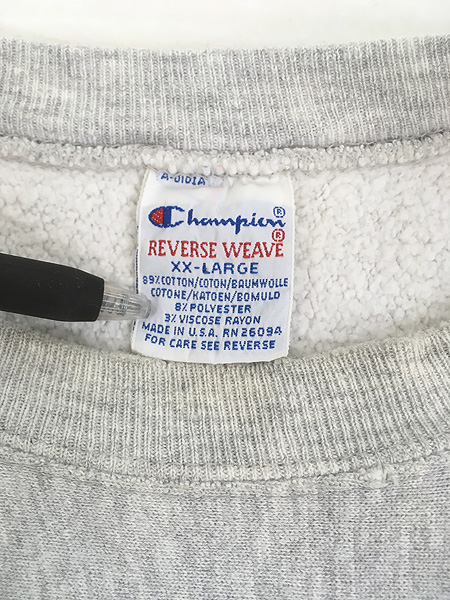 A-0101A
Champion®
REVERSE WEAVE®
XX-LARGE
89% COTTON/COTON/BAUMWOLLE
COTONE/KATOEN/BOMULD
8% POLYESTER
3% VISCOSE RAYON
MADE IN U.S.A. RN 26094
FOR CARE SEE REVERSE